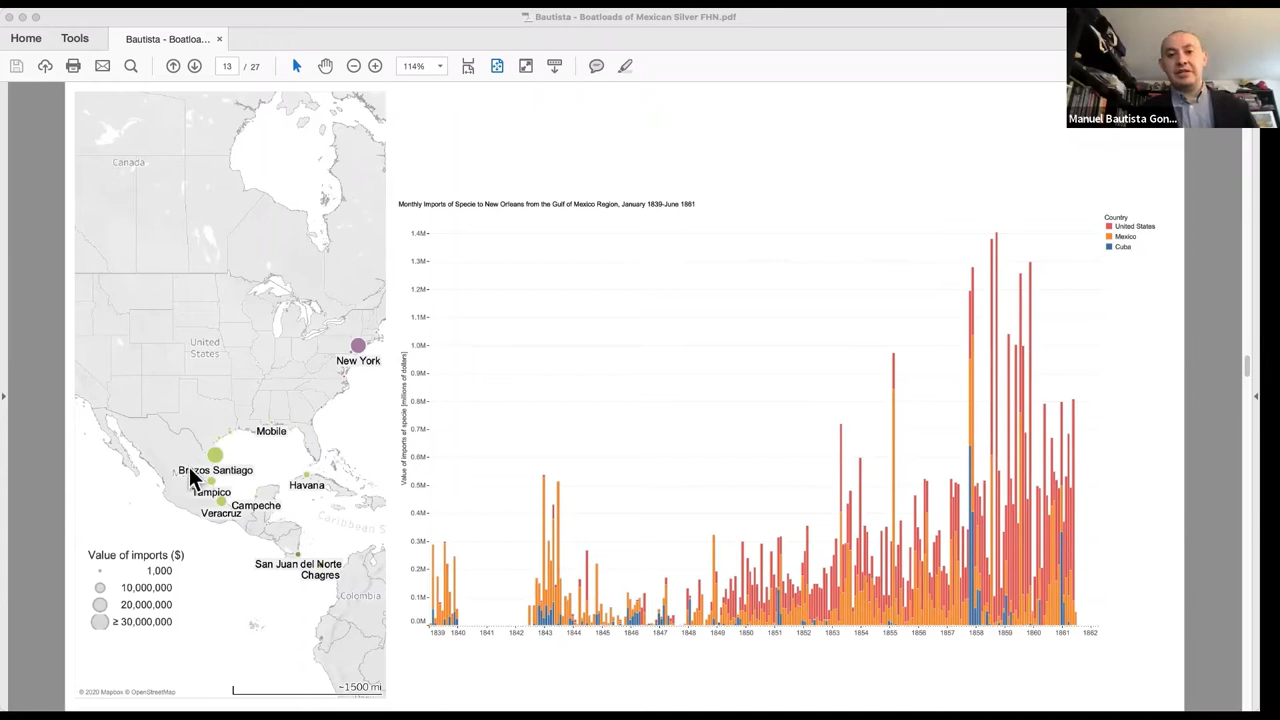 Bautista - Boatloads of Mexican Silver FHN.pdf
Home
Tools
Bautista - Boatloa... ×
13 / 27
114%
Manuel Bautista Gon...
Canada
United States
New York
Mobile
Brazos Santiago
Tampico
Havana
Campeche
Veracruz
Caribbean S
San Juan del Norte
Chagres
Colombia
Value of imports ($)
1,000
10,000,000
20,000,000
≥ 30,000,000
© 2020 Mapbox © OpenStreetMap
~1500 mi
Monthly Imports of Specie to New Orleans from the Gulf of Mexico Region, January 1839-June 1861
Country
United States
Mexico
Cuba
Value of imports of specie [millions of dollars]
1.4M
1.3M
1.2M
1.1M
1.0M
0.9M
0.8M
0.7M
0.6M
0.5M
0.4M
0.3M
0.2M
0.1M
0.0M
1839 1840 1841 1842 1843 1844 1845 1846 1847 1848 1849 1850 1851 1852 1853 1854 1855 1856 1857 1858 1859 1860 1861 1862